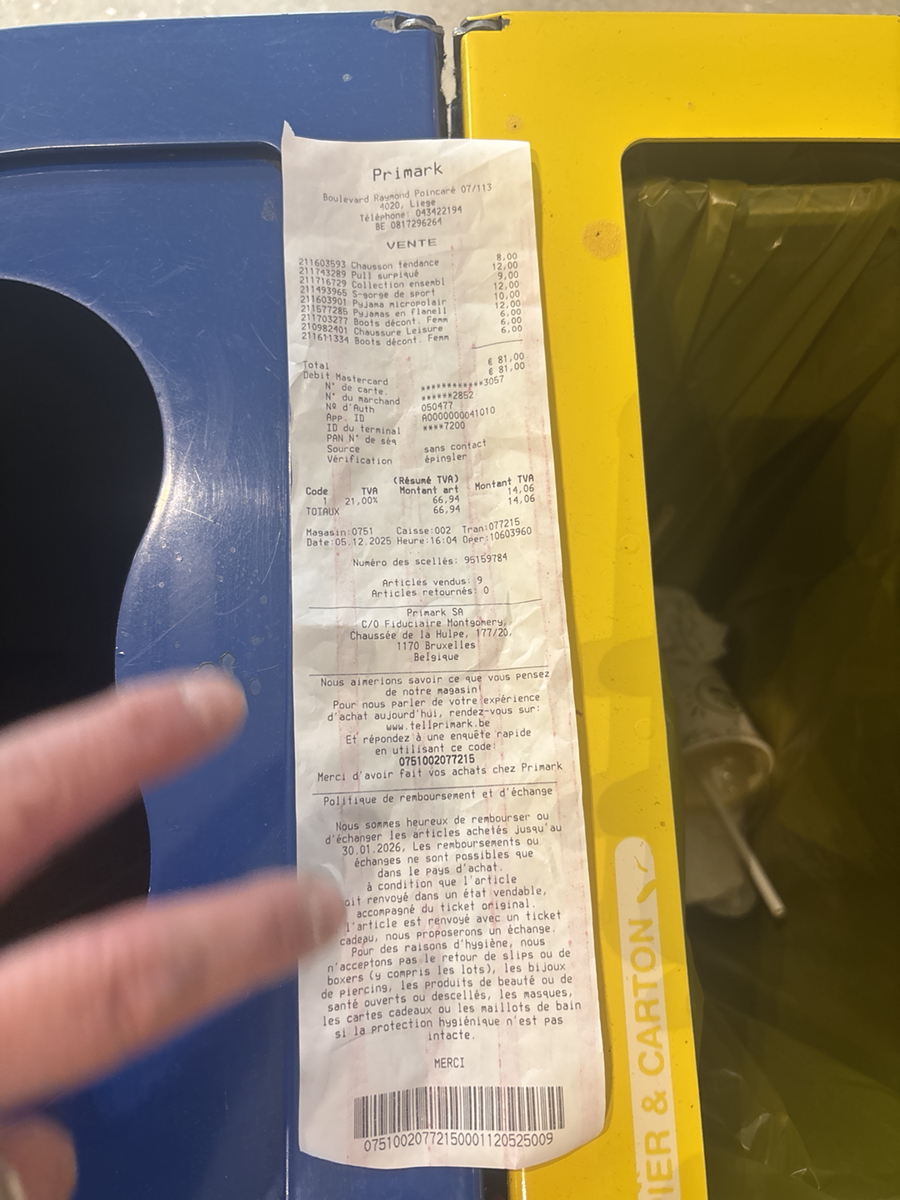 Primark
Boulevard Raymond Poincaré 07/113
4020, Liege
Téléphone: 043422194
BE 0817296264
VENTE
211603593 Chausson tendance 8,00
211743289 Pull surpiqué 12,00
211716729 Collection ensembl 9,00
211493965 S-gorge de sport 12,00
211603901 Pyjama micropolair 10,00
211577285 Pyjamas en flanell 12,00
211703277 Boots décont. Femm 6,00
210982401 Chaussure Leisure 6,00
211611334 Boots décont. Femm 6,00
Total € 81,00
Debit Mastercard € 81,00
N° de carte. ************3057
N° du marchand ******2852
Nº d'Auth 050477
App. ID A0000000041010
ID du terminal ****7200
PAN N° de séq
Source sans contact
Vérification épingler
(Résumé TVA)
Code TVA Montant art Montant TVA
1 21,00% 66,94 14,06
TOTAUX 66,94 14,06
Magasin:0751 Caisse:002 Tran:077215
Date:05.12.2025 Heure:16:04 Oper:10603960
Numéro des scellés: 95159784
Articles vendus: 9
Articles retournés: 0
Primark SA
C/O Fiduciaire Montgomery,
Chaussée de la Hulpe, 177/20,
1170 Bruxelles
Belgique
Nous aimerions savoir ce que vous pensez
de notre magasin!
Pour nous parler de votre expérience
d'achat aujourd'hui, rendez-vous sur:
www.tellprimark.be
Et répondez à une enquête rapide
en utilisant ce code:
0751002077215
Merci d'avoir fait vos achats chez Primark
Politique de remboursement et d'échange
Nous sommes heureux de rembourser ou
d'échanger les articles achetés jusqu'au
30.01.2026, Les remboursements ou
échanges ne sont possibles que
dans le pays d'achat.
à condition que l'article
oit renvoyé dans un état vendable,
accompagné du ticket original.
l'article est renvoyé avec un ticket
cadeau, nous proposerons un échange.
Pour des raisons d'hygiène, nous
n'acceptons pas le retour de slips ou de
boxers (y compris les lots), les bijoux
de piercing, les produits de beauté ou de
santé ouverts ou descellés, les masques,
les cartes cadeaux ou les maillots de bain
si la protection hygiénique n'est pas
intacte.
MERCI
07510020772150001120525009
IER & CARTON